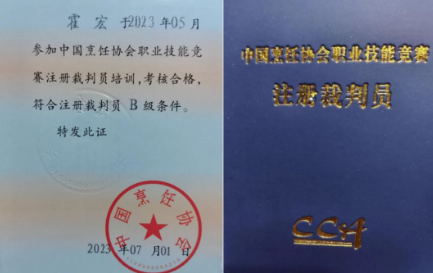 霍宏 于2023年05月
参加中国烹饪协会职业技能竞
赛注册裁判员培训,考核合格,
符合注册裁判员 B 级条件。
特发此证
中国烹饪协会
2023年07月01日
中国烹饪协会职业技能竞赛
注册裁判员
CCA